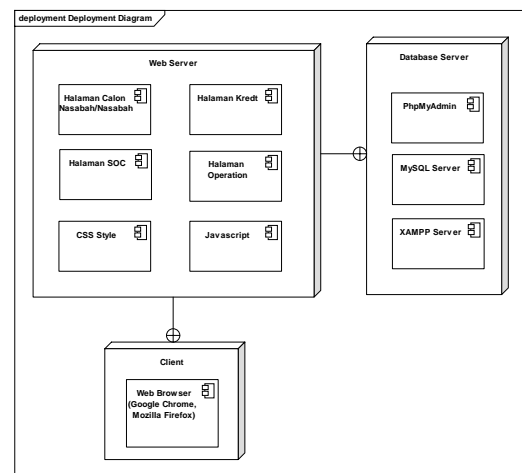 deployment Deployment Diagram
Web Server
Halaman Calon
Nasabah/Nasabah
Halaman Kredt
Halaman SOC
Halaman
Operation
CSS Style
Javascript
Database Server
PhpMyAdmin
MySQL Server
XAMPP Server
Client
Web Browser
(Google Chrome,
Mozilla Firefox)